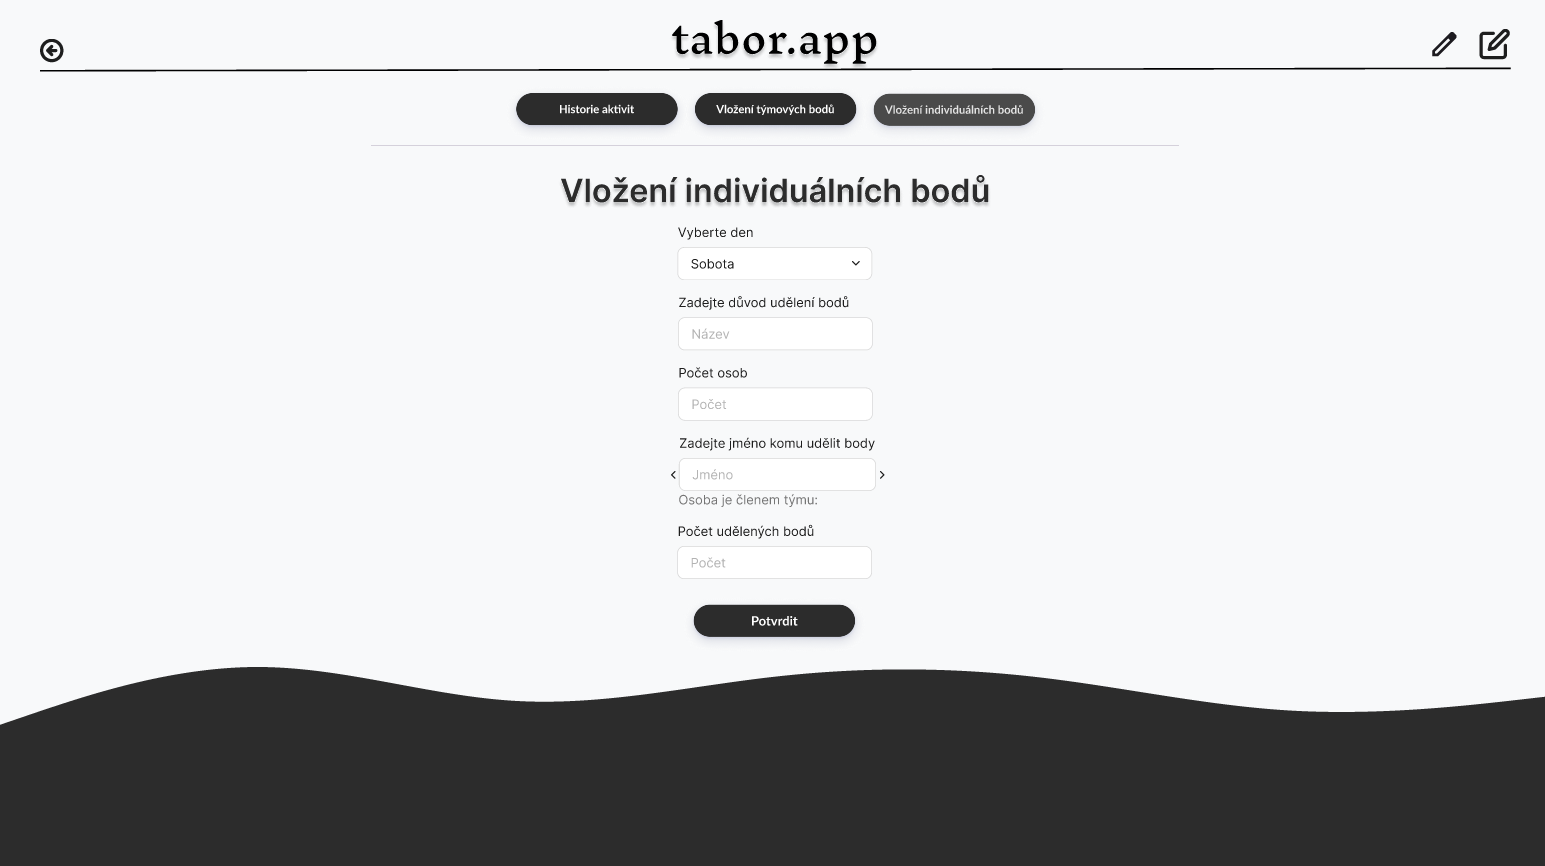 tabor.app
Historie aktivit
Vložení týmových bodů
Vložení individuálních bodů
Vložení individuálních bodů
Vyberte den
Sobota
Zadejte důvod udělení bodů
Název
Počet osob
Počet
Zadejte jméno komu udělit body
Jméno
Osoba je členem týmu:
Počet udělených bodů
Počet
Potvrdit